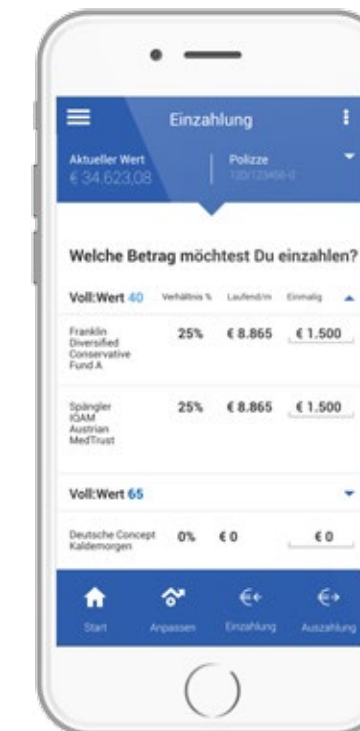 Einzahlung
Aktueller Wert
€ 34.623,08
Polizze
Welche Betrag möchtest Du einzahlen?
Voll:Wert 40 Verhältnis % Laufend/m Einmalig
Franklin
Diversified
Conservative
Fund A
25% € 8.865 € 1.500
Spängler
IQAM
Austrian
MedTrust
25% € 8.865 € 1.500
Voll:Wert 65
Deutsche Concept
Kaldemorgen
0% € 0 € 0
Start Anpassen Einzahlung Auszahlung